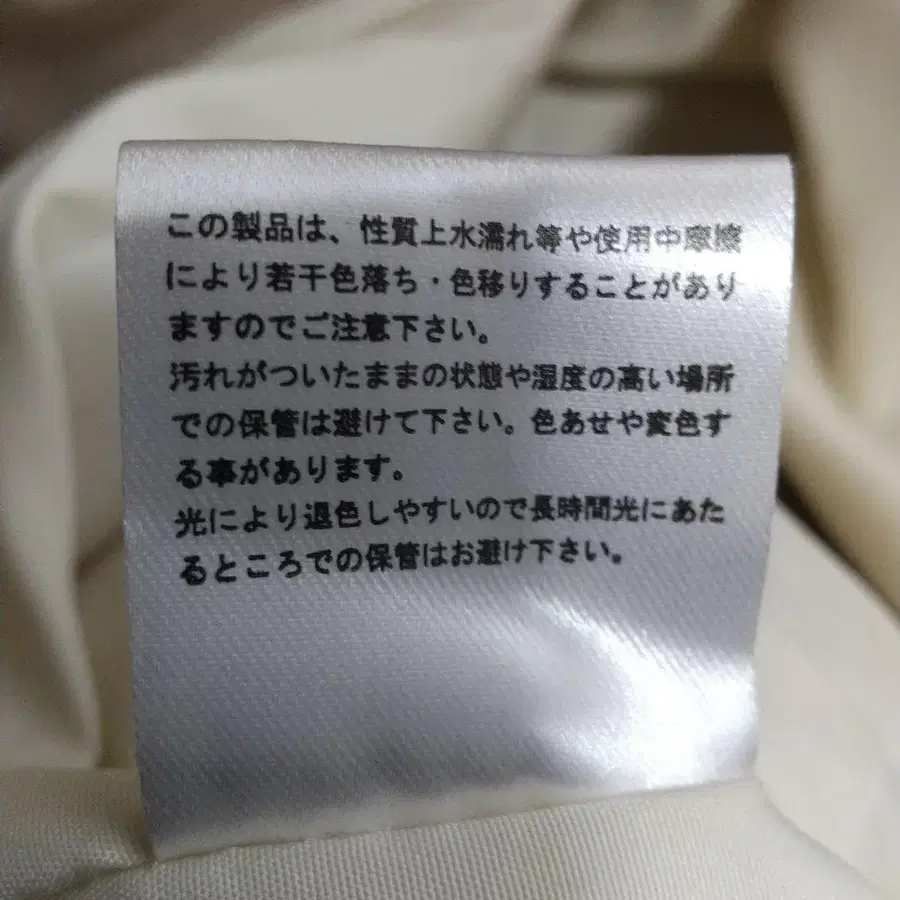 この製品は、性質上水濡れ等や使用中摩擦
により若干色落ち・色移りすることがあり
ますのでご注意下さい。
汚れがついたままの状態や湿度の高い場所
での保管は避けて下さい。色あせや変色す
る事があります。
光により退色しやすいので長時間光にあた
るところでの保管はお避け下さい。